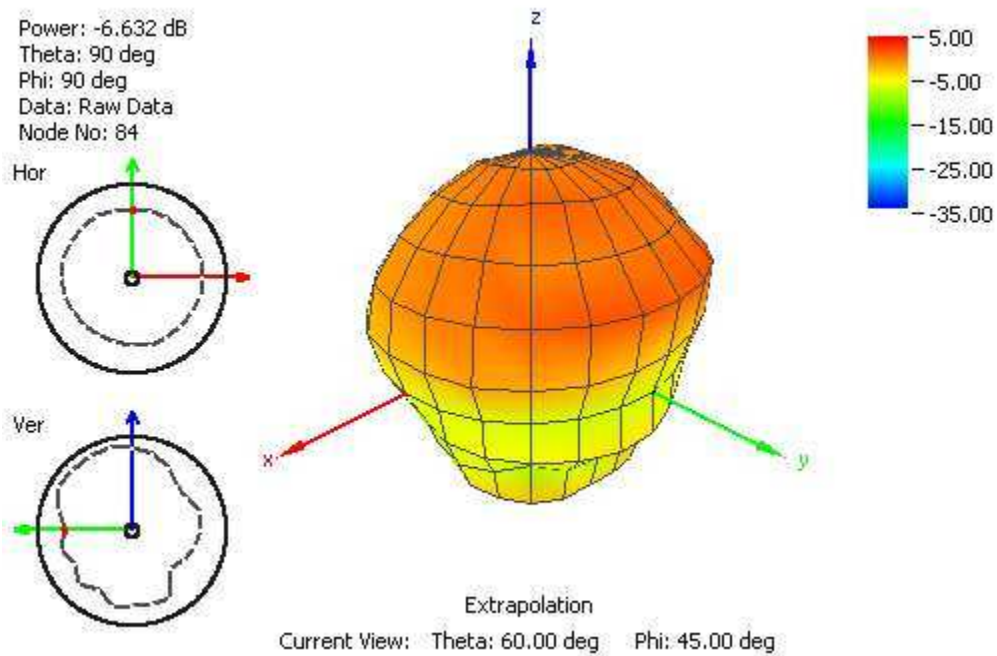 Power: -6.632 dB
Theta: 90 deg
Phi: 90 deg
Data: Raw Data
Node No: 84
Hor
Ver
z
x
y
5.00
-5.00
-15.00
-25.00
-35.00
Extrapolation
Current View: Theta: 60.00 deg Phi: 45.00 deg